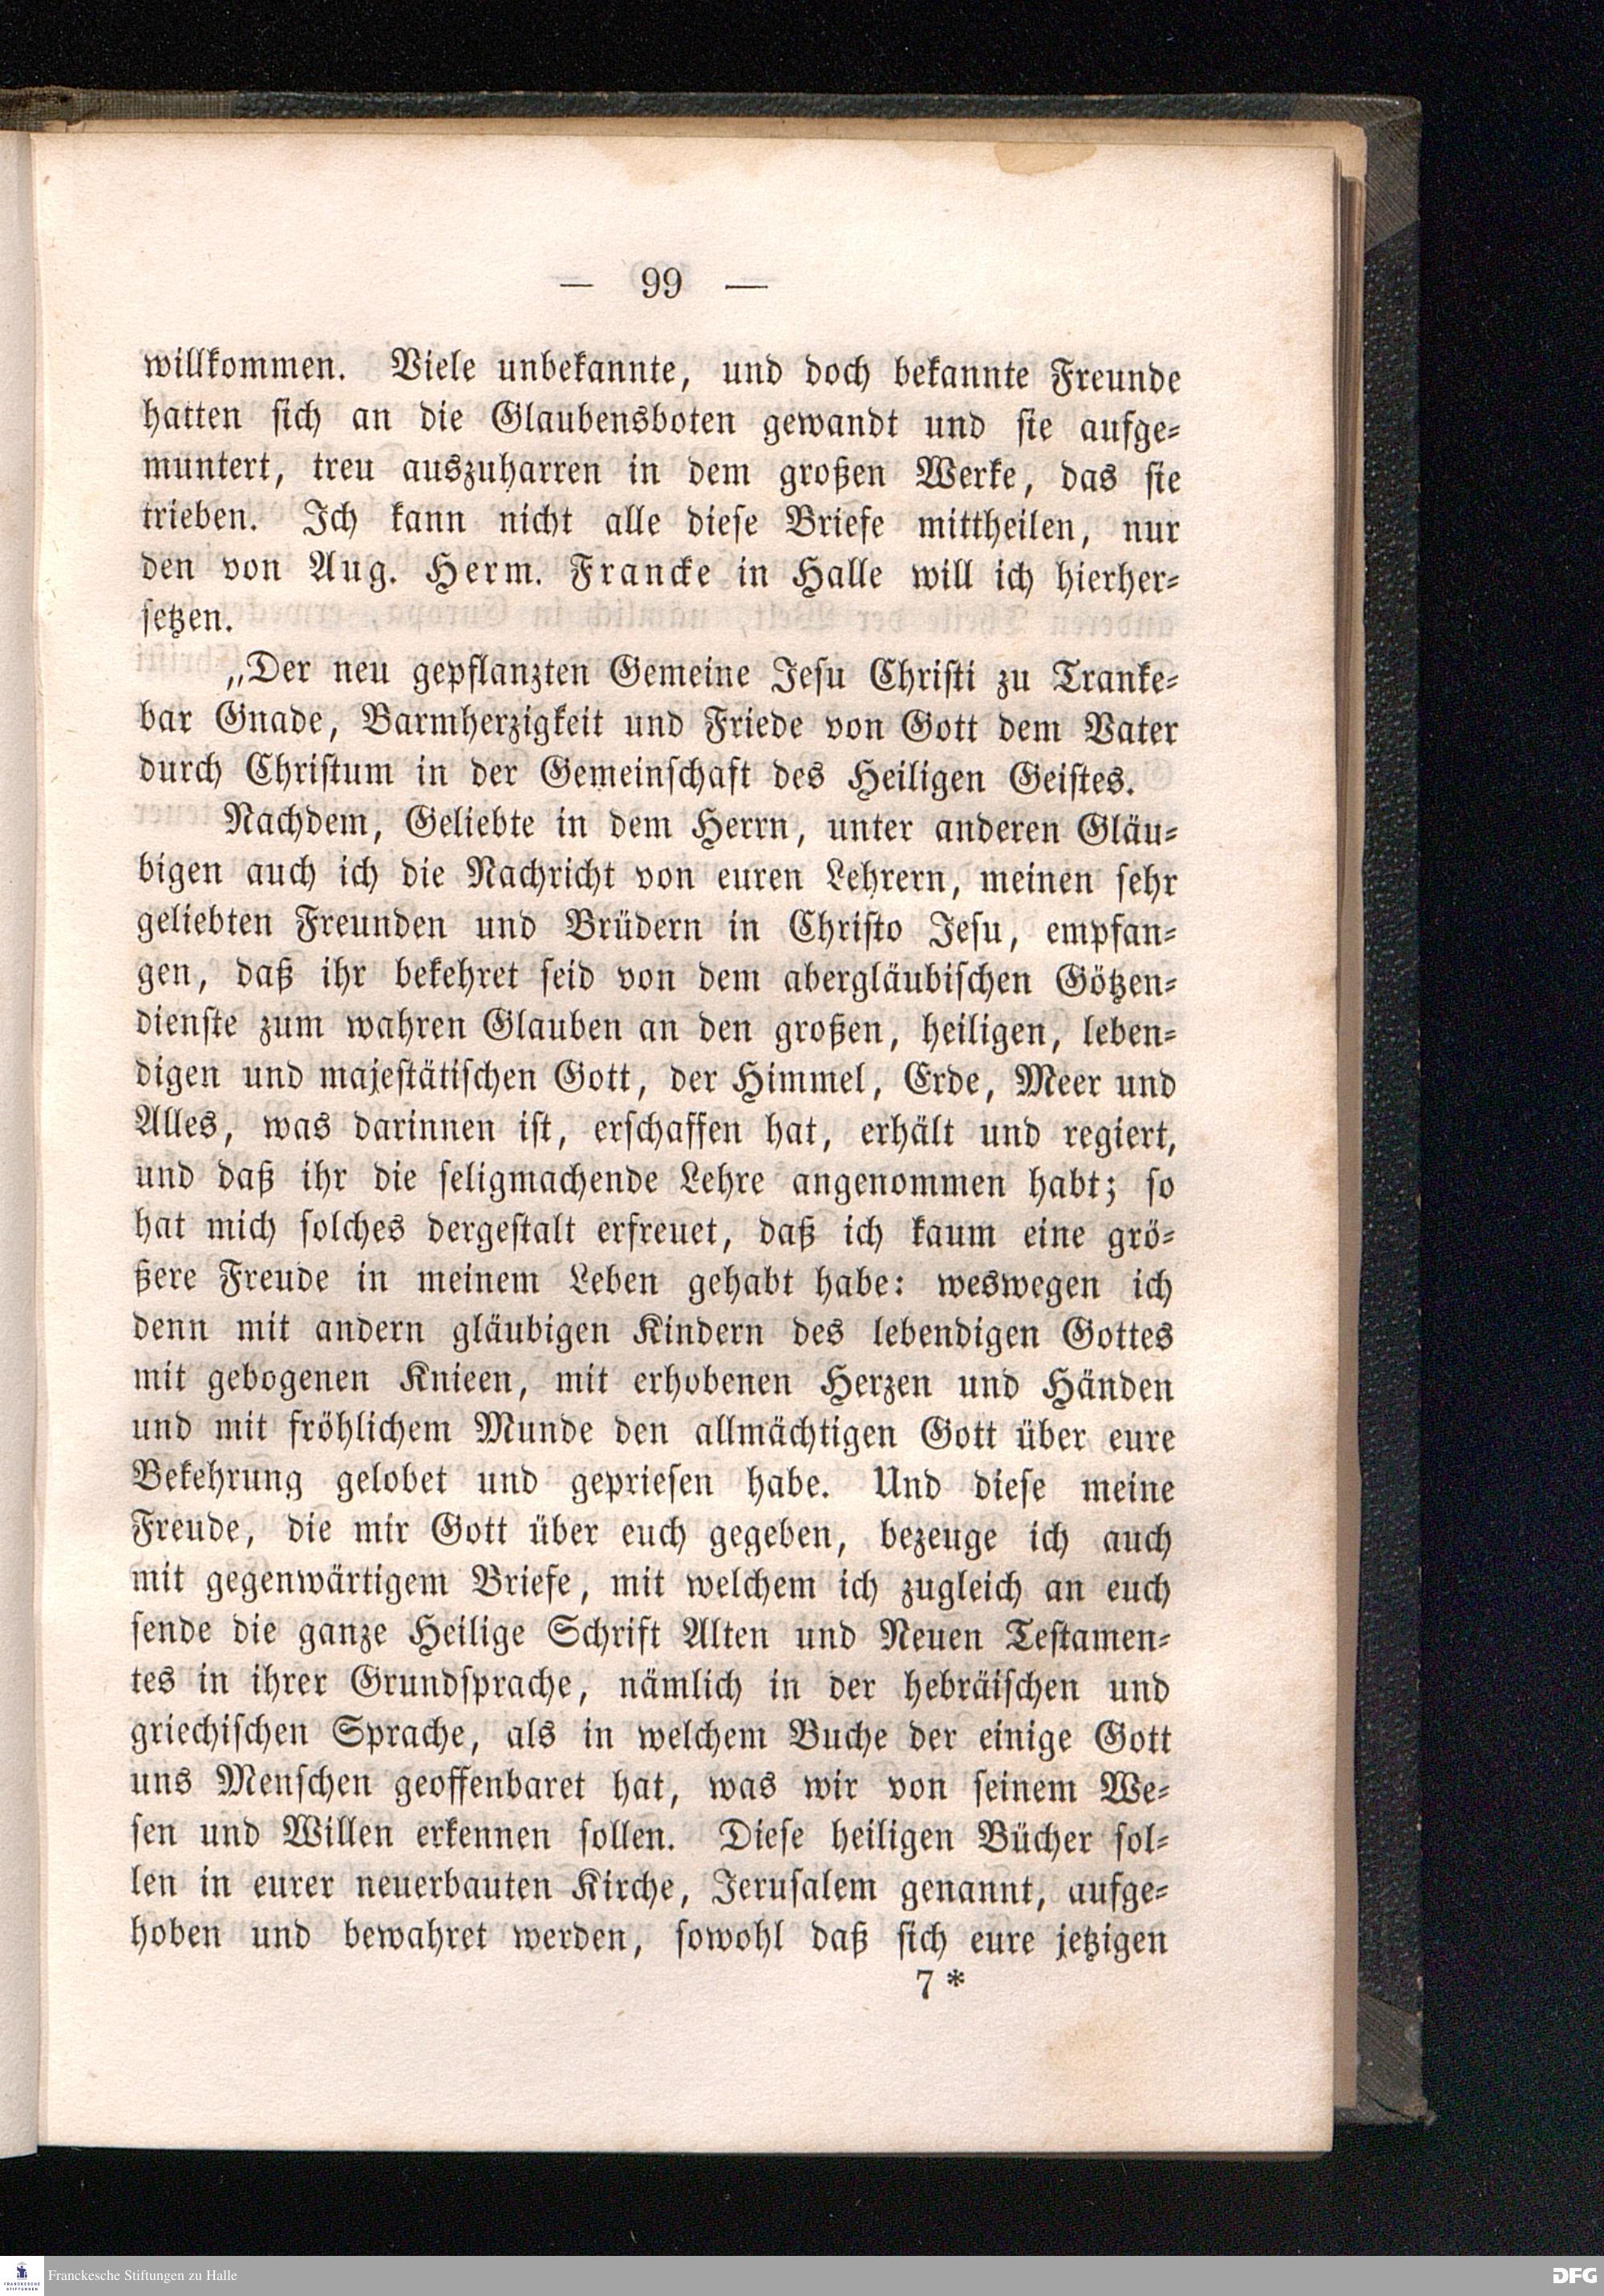 — 99 —
willkommen. Viele unbekannte, und doch bekannte Freunde
hatten sich an die Glaubensboten gewandt und sie aufge-
muntert, treu auszuharren in dem großen Werke, das sie
trieben. Ich kann nicht alle diese Briefe mittheilen, nur
den von Aug. Herm. Francke in Halle will ich hierher-
setzen.
„Der neu gepflanzten Gemeine Jesu Christi zu Tranke-
bar Gnade, Barmherzigkeit und Friede von Gott dem Vater
durch Christum in der Gemeinschaft des Heiligen Geistes.
Nachdem, Geliebte in dem Herrn, unter anderen Gläu-
bigen auch ich die Nachricht von euren Lehrern, meinen sehr
geliebten Freunden und Brüdern in Christo Jesu, empfan-
gen, daß ihr bekehret seid von dem abergläubischen Götzen-
dienste zum wahren Glauben an den großen, heiligen, leben-
digen und majestätischen Gott, der Himmel, Erde, Meer und
Alles, was darinnen ist, erschaffen hat, erhält und regiert,
und daß ihr die seligmachende Lehre angenommen habt; so
hat mich solches dergestalt erfreuet, daß ich kaum eine grö-
ßere Freude in meinem Leben gehabt habe: weswegen ich
denn mit andern gläubigen Kindern des lebendigen Gottes
mit gebogenen Knieen, mit erhobenen Herzen und Händen
und mit fröhlichem Munde den allmächtigen Gott über eure
Bekehrung gelobet und gepriesen habe. Und diese meine
Freude, die mir Gott über euch gegeben, bezeuge ich auch
mit gegenwärtigem Briefe, mit welchem ich zugleich an euch
sende die ganze Heilige Schrift Alten und Neuen Testamen-
tes in ihrer Grundsprache, nämlich in der hebräischen und
griechischen Sprache, als in welchem Buche der einige Gott
uns Menschen geoffenbaret hat, was wir von seinem We-
sen und Willen erkennen sollen. Diese heiligen Bücher sol-
len in eurer neuerbauten Kirche, Jerusalem genannt, aufge-
hoben und bewahret werden, sowohl daß sich eure jetzigen
7 *
FRANCKESCHE
STIFTUNGEN
Franckesche Stiftungen zu Halle
DFG